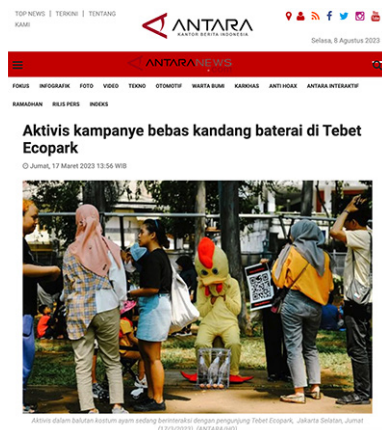 TOP NEWS | TERKINI | TENTANG KAMI
ANTARA
KANTOR BERITA INDONESIA
Selasa, 8 Agustus 2023
ANTARANEWS
FOKUS INFOGRAFIK FOTO VIDEO TEKNO OTOMOTIF WARTA BUMI KARKHAS ANTI HOAX ANTARA INTERAKTIF
RAMADHAN RILIS PERS INDEKS
Aktivis kampanye bebas kandang baterai di Tebet
Ecopark
Jumat, 17 Maret 2023 13:56 WIB
Aktivis dalam balutan kostum ayam sedang berinteraksi dengan pengunjung Tebet Ecopark, Jakarta Selatan, Jumat